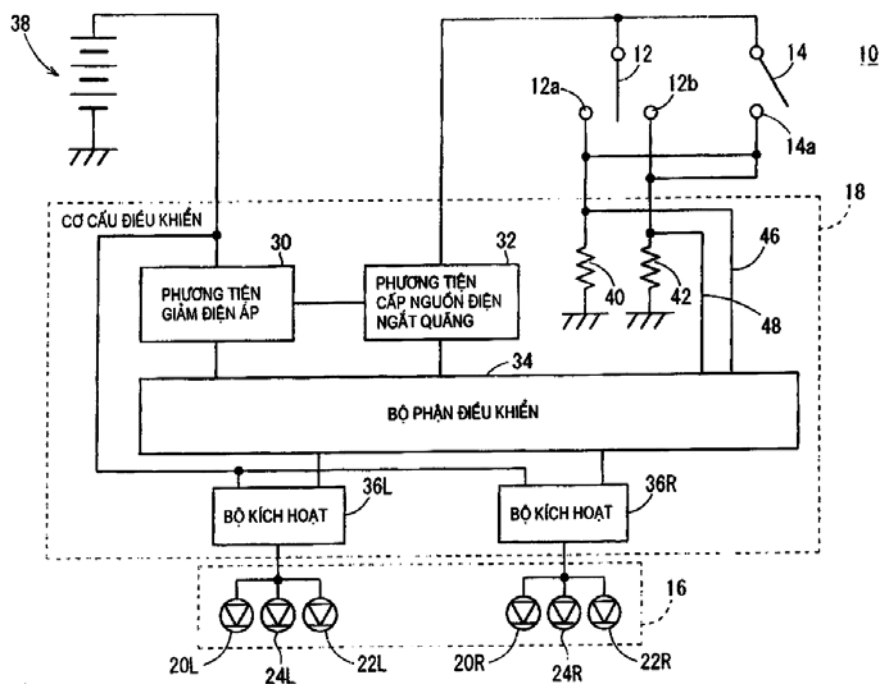 38
12
14
10
12a
12b
14a
18
CƠ CẤU ĐIỀU KHIỂN
30
32
46
PHƯƠNG TIỆN
GIẢM ĐIỆN ÁP
PHƯƠNG TIỆN
CẤP NGUỒN ĐIỆN
NGẮT QUÃNG
40
42
48
34
BỘ PHẬN ĐIỀU KHIỂN
36L
36R
BỘ KÍCH HOẠT
BỘ KÍCH HOẠT
16
20L
24L
22L
20R
24R
22R